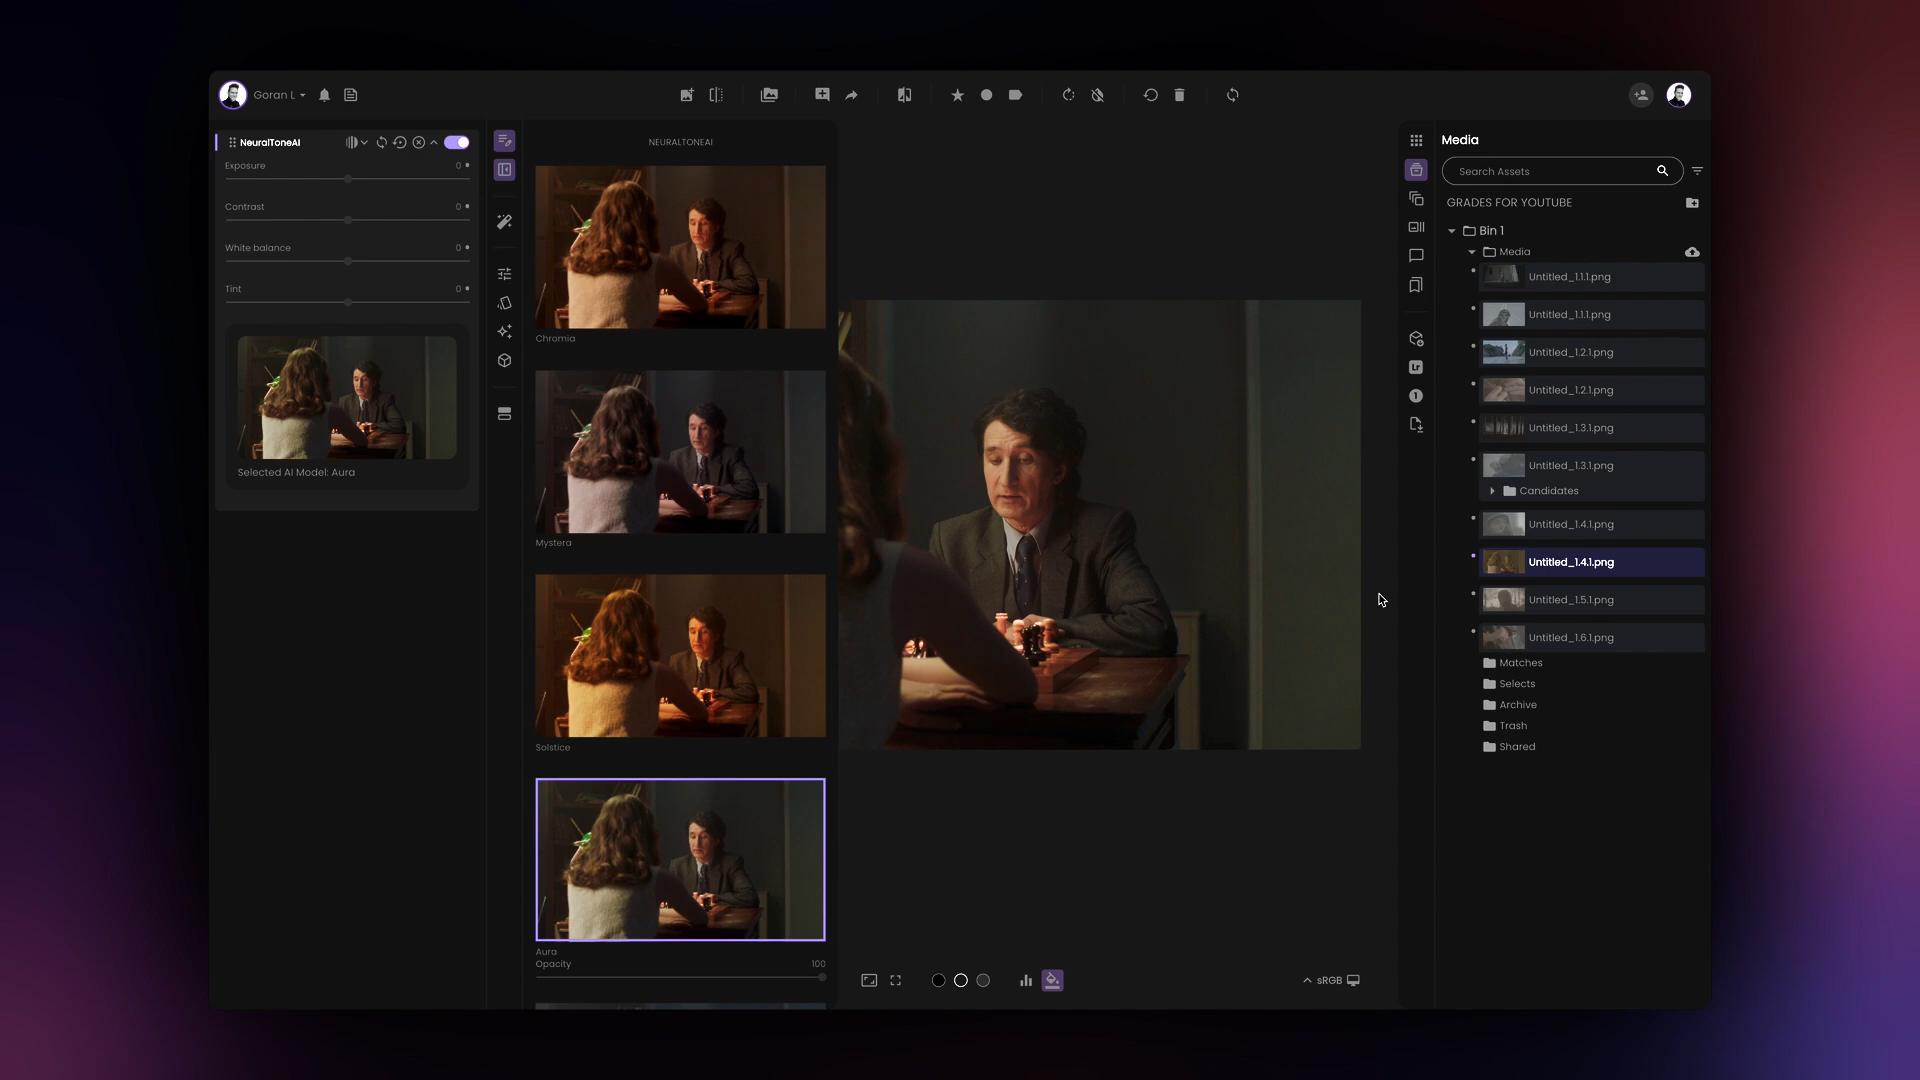 Goran L
NeuralToneAI
Exposure 0
Contrast 0
White balance 0
Tint 0
Selected AI Model: Aura
NEURALTONEAI
Chromia
Mystera
Solstice
Aura
Opacity 100
sRGB
Lr
1
Media
Search Assets
GRADES FOR YOUTUBE
Bin 1
Media
Untitled_1.1.1.png
Untitled_1.1.1.png
Untitled_1.2.1.png
Untitled_1.2.1.png
Untitled_1.3.1.png
Untitled_1.3.1.png
Candidates
Untitled_1.4.1.png
Untitled_1.4.1.png
Untitled_1.5.1.png
Untitled_1.6.1.png
Matches
Selects
Archive
Trash
Shared